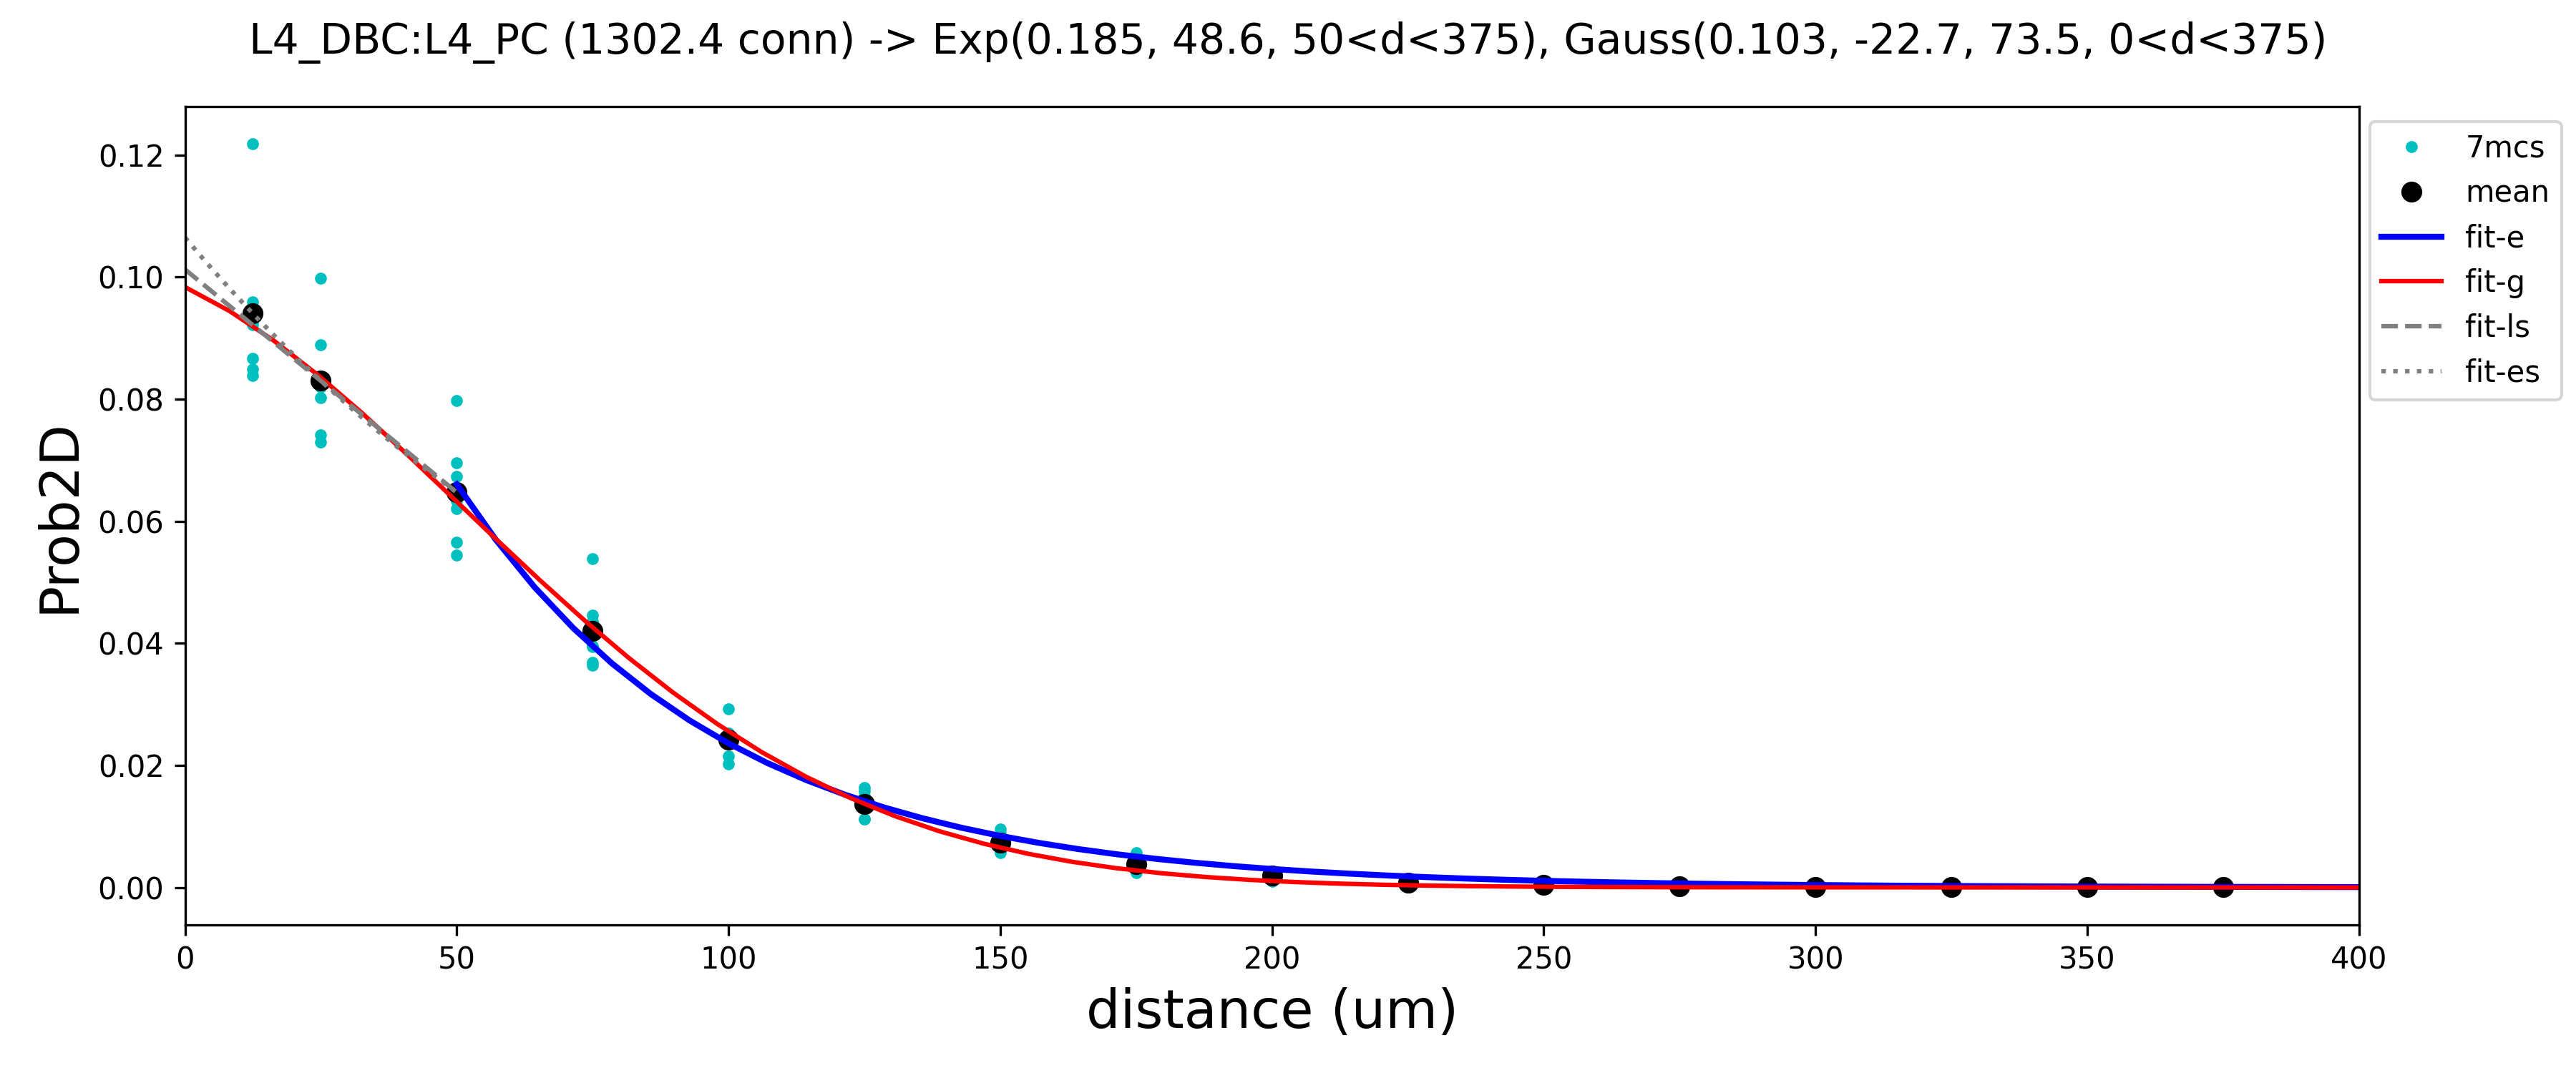 L4_DBC:L4_PC (1302.4 conn) -> Exp(0.185, 48.6, 50<d<375), Gauss(0.103, -22.7, 73.5, 0<d<375)
0.12
0.10
0.08
0.06
0.04
0.02
0.00
Prob2D
0 50 100 150 200 250 300 350 400
distance (um)
7mcs
mean
fit-e
fit-g
fit-ls
fit-es